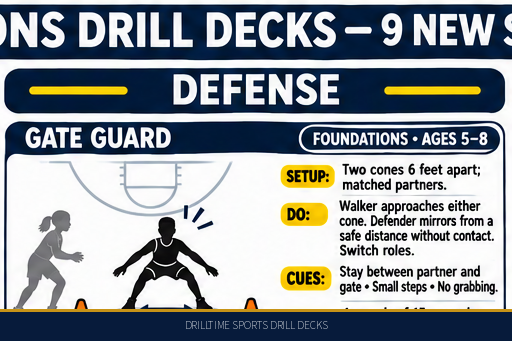 ONS DRILL DECKS – 9 NEW S
DEFENSE
GATE GUARD
FOUNDATIONS • AGES 5–8
SETUP: Two cones 6 feet apart;
matched partners.
DO: Walker approaches either
cone. Defender mirrors from a
safe distance without contact.
Switch roles.
CUES: Stay between partner and
gate • Small steps • No grabbing.
DRILLTIME SPORTS DRILL DECKS